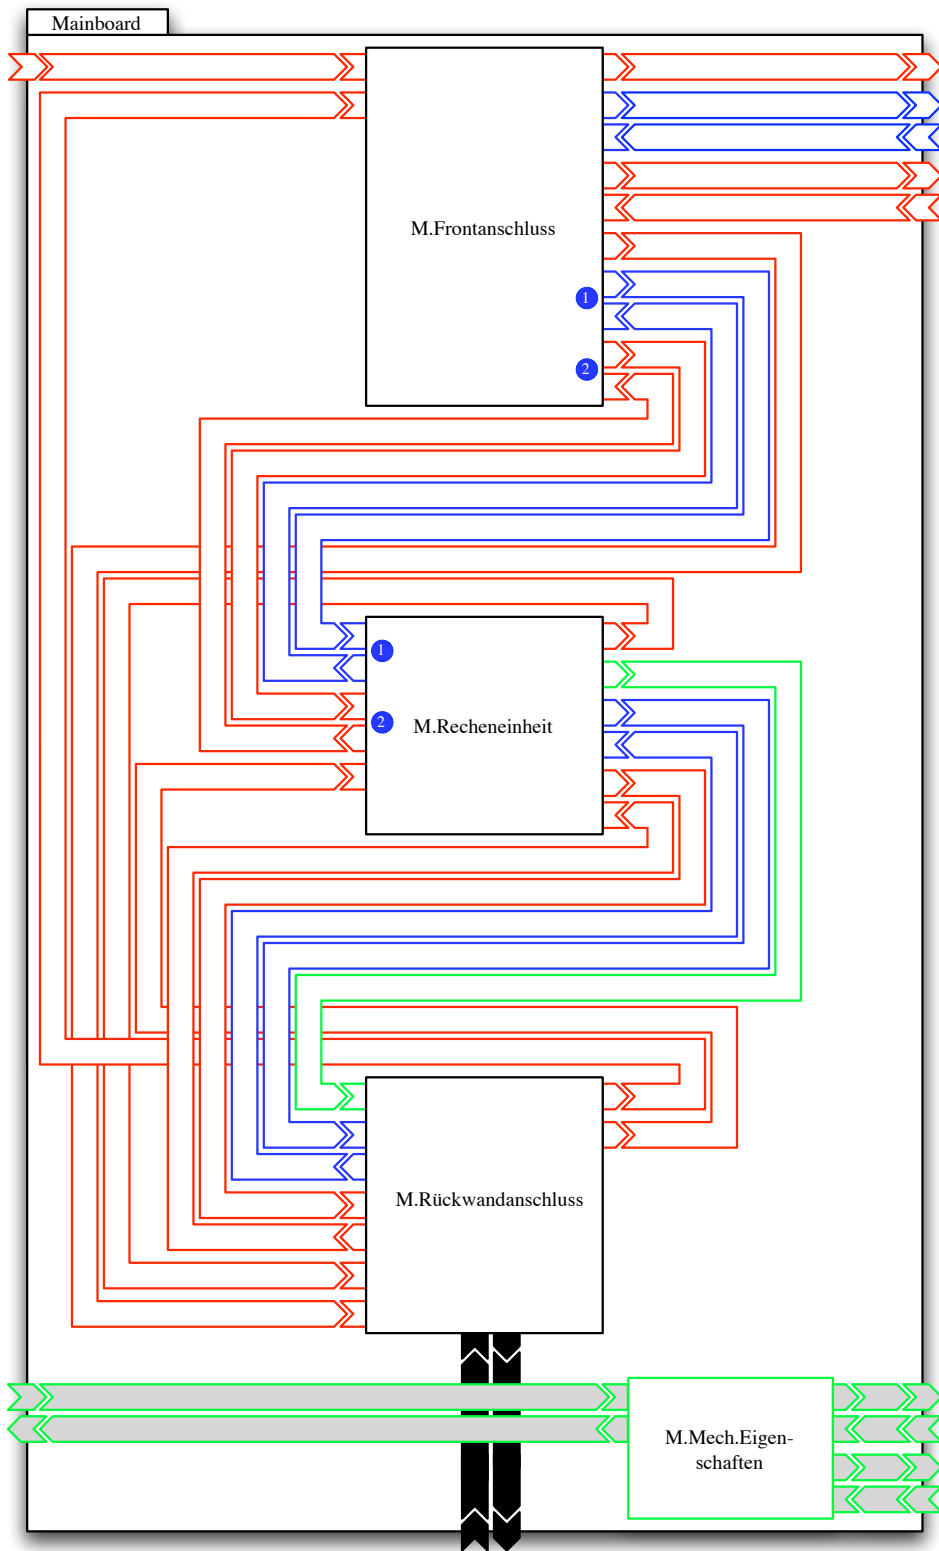 Mainboard
M.Frontanschluss
1
2
1
2
M.Recheneinheit
M.Rückwandanschluss
M.Mech.Eigen-
schaften